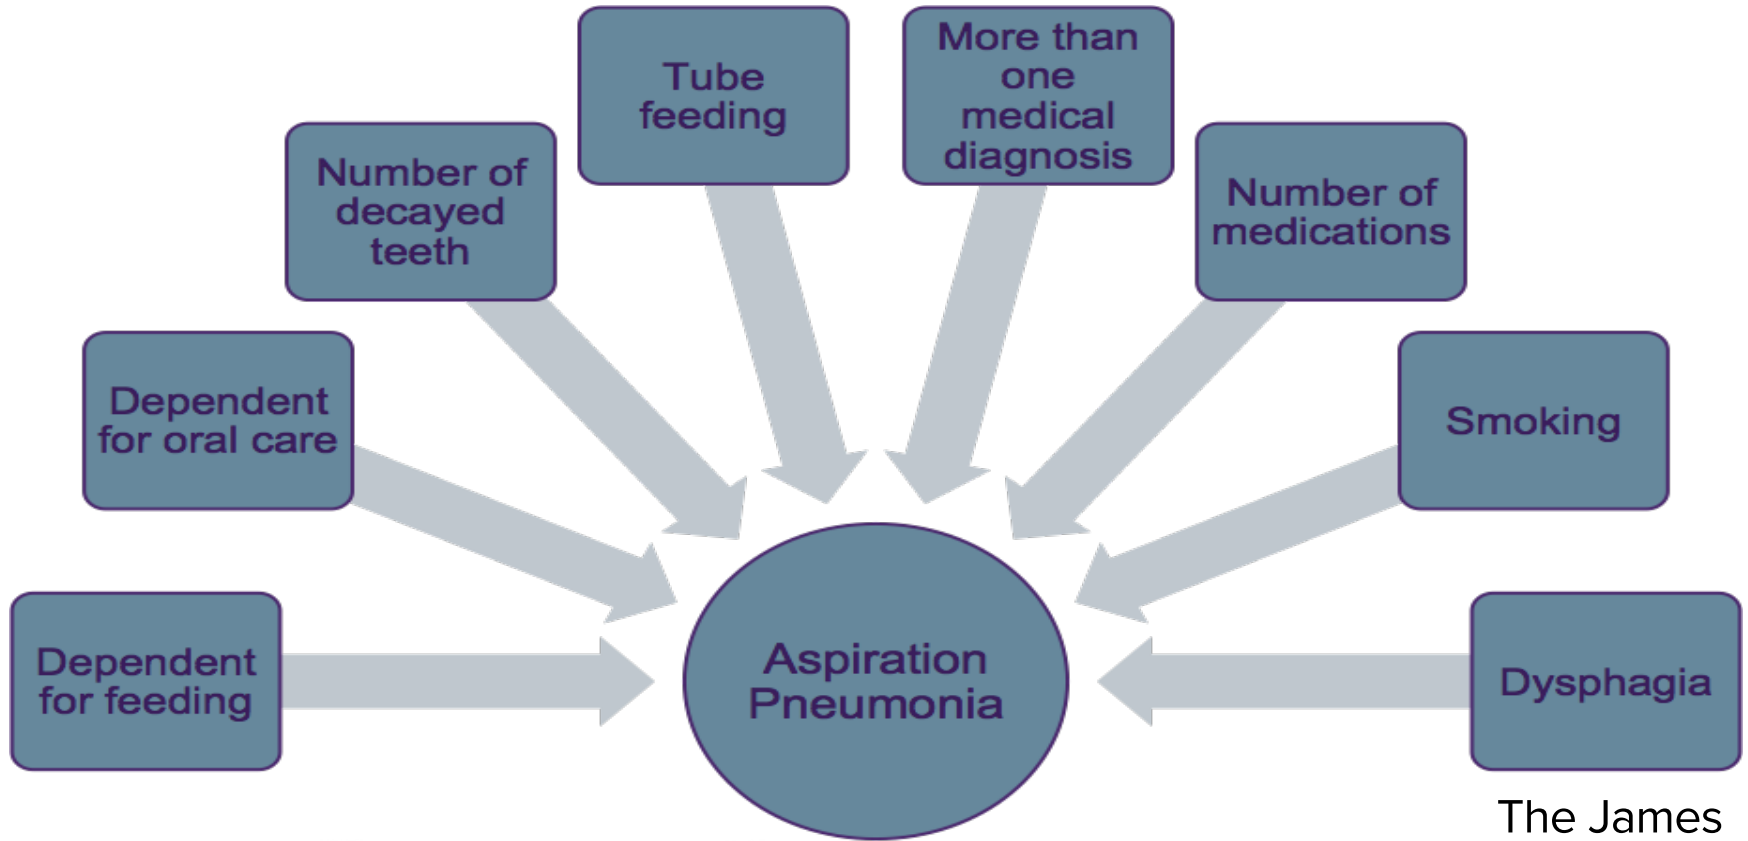 Tube
feeding
More than
one
medical
diagnosis
Number of
decayed
teeth
Number of
medications
Dependent
for oral care
Smoking
Dependent
for feeding
Aspiration
Pneumonia
Dysphagia
The James